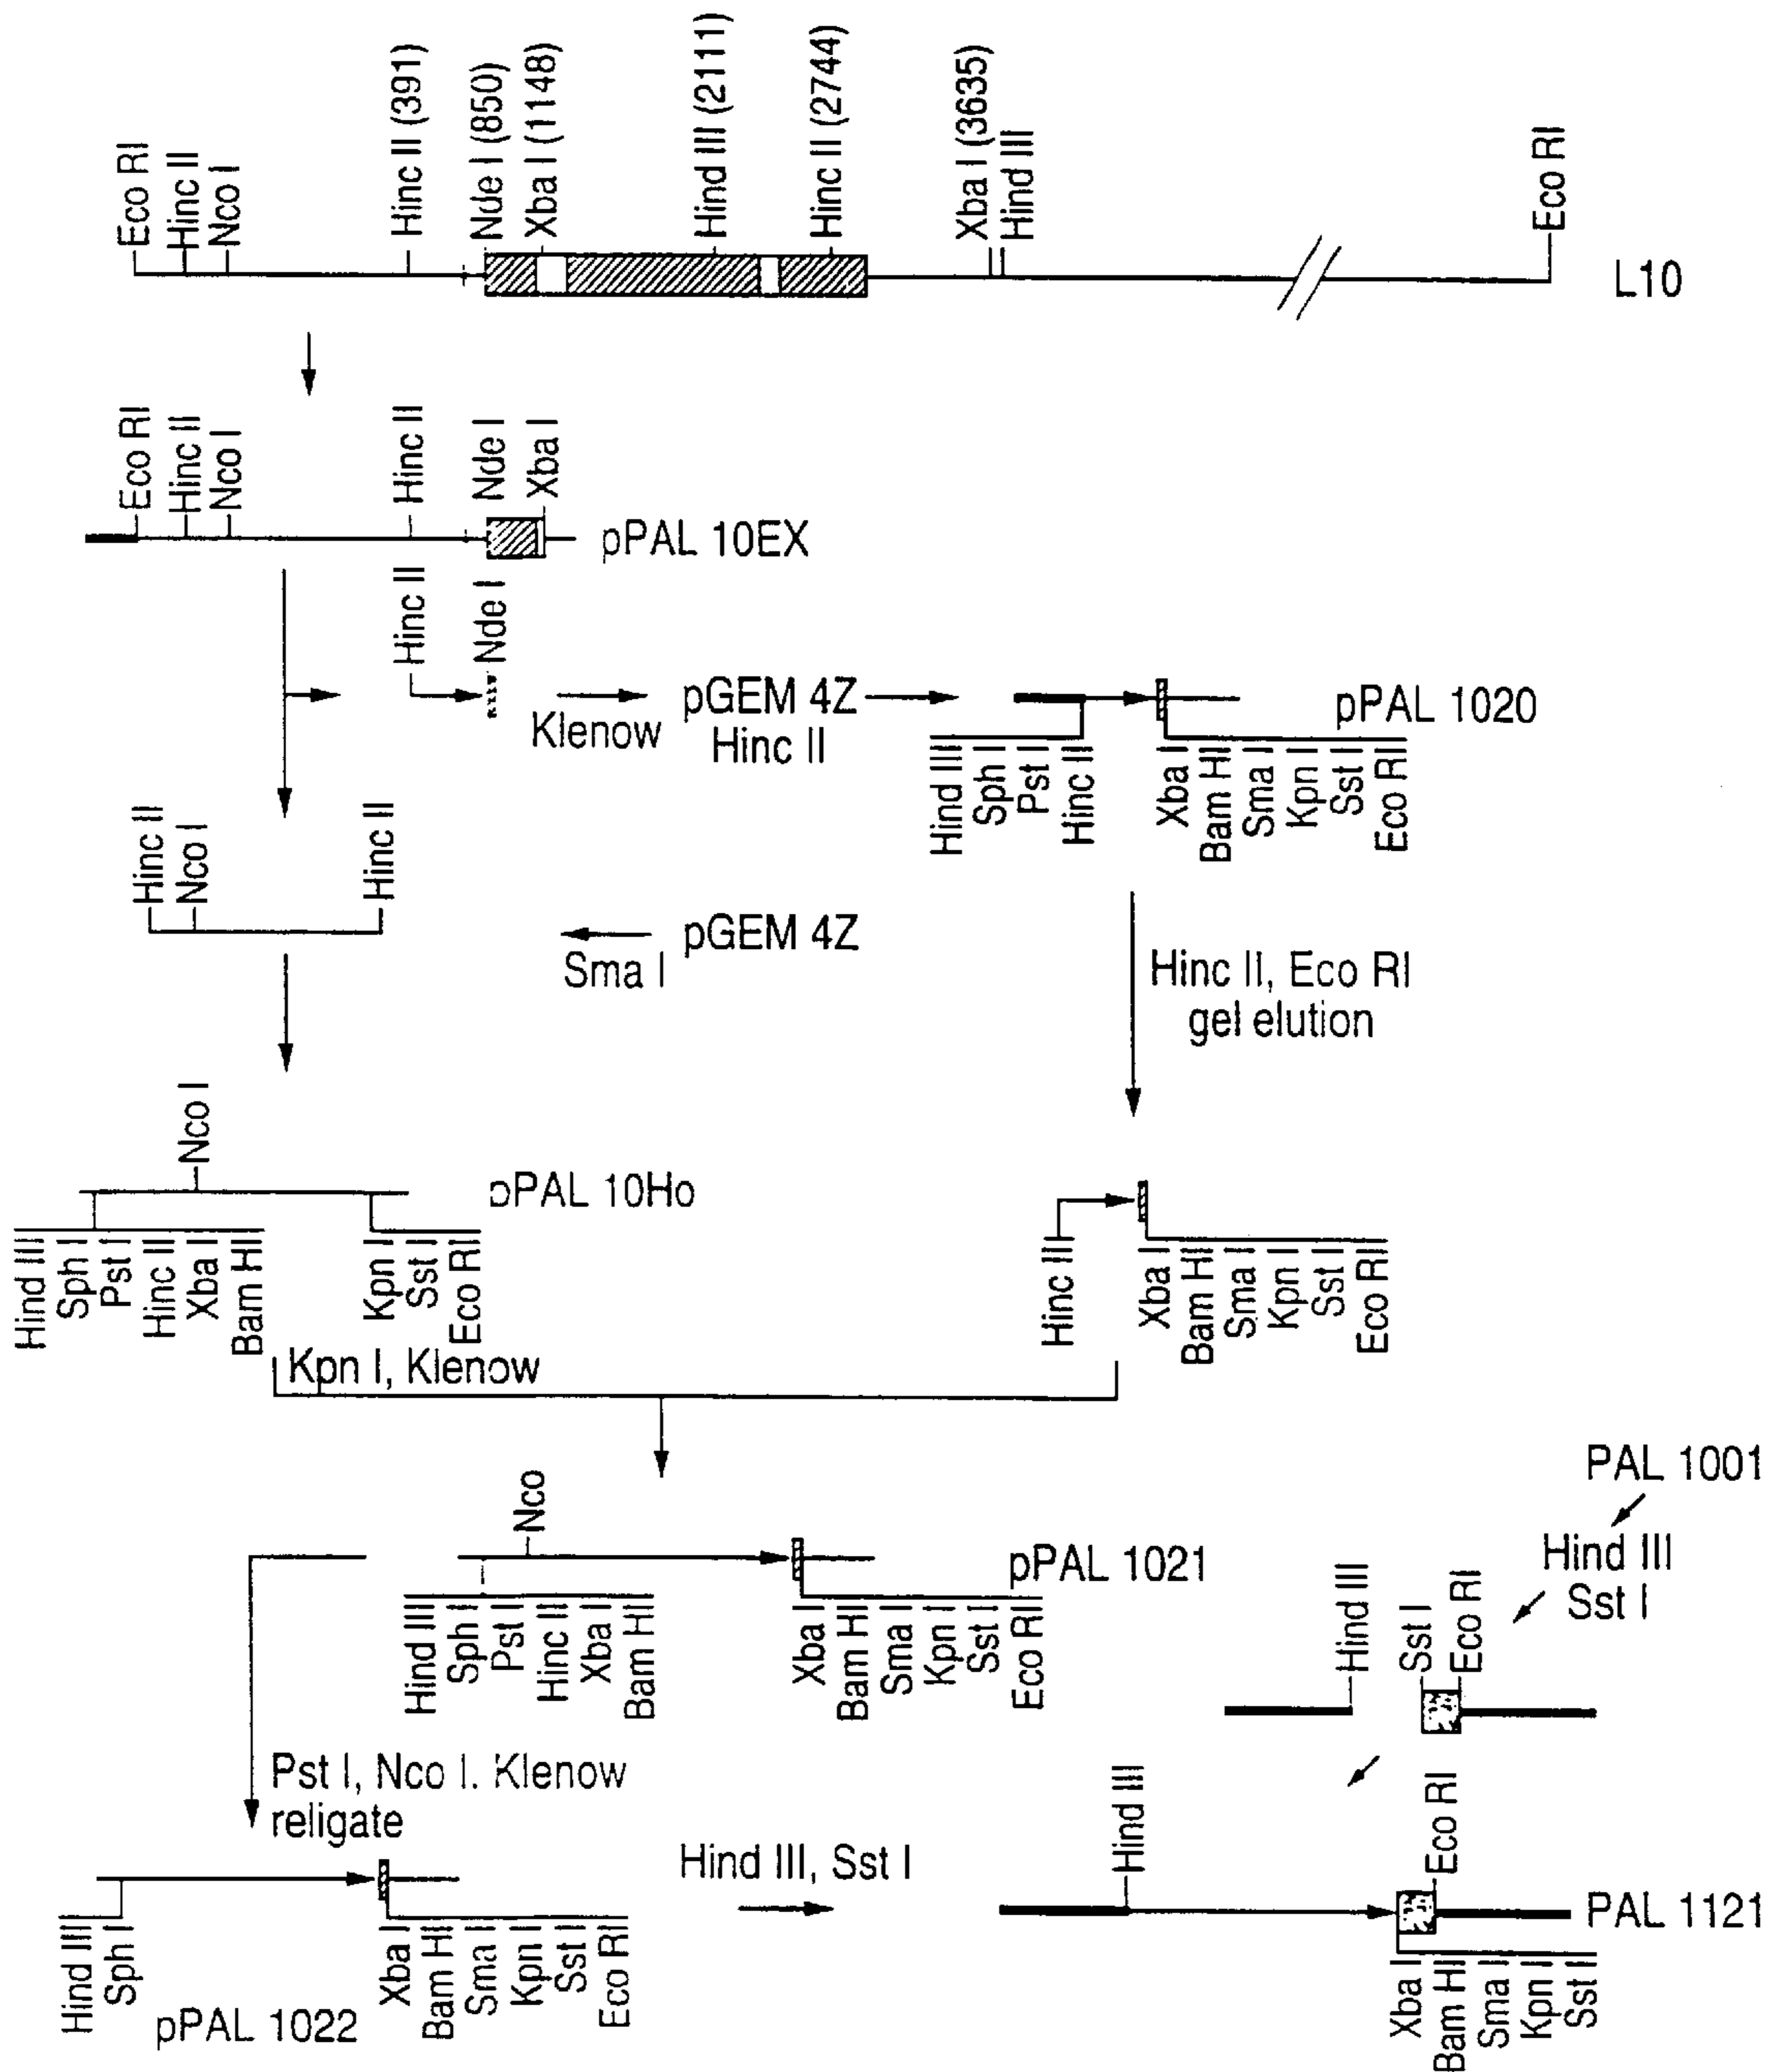 Eco RI
Hinc II
Nco I
Hinc II (391)
Nde I (850)
Xba I (1148)
Hind III (2111)
Hinc II (2744)
Xba I (3635)
Hind III
Eco RI
L10
Eco RI
Hinc II
Nco I
Hinc II
Nde I
Xba I
pPAL 10EX
Hinc II
Nde I
Klenow
pGEM 4Z
Hinc II
pPAL 1020
Hind III
Sph I
Pst I
Hinc II
Xba I
Bam HI
Sma I
Kpn I
Sst I
Eco RI
Hinc II
Nco I
Hinc II
pGEM 4Z
Sma I
Hinc II, Eco RI
gel elution
Nco I
pPAL 10Ho
Hind III
Sph I
Pst I
Hinc II
Xba I
Bam HI
Kpn I
Sst I
Eco RI
Hinc II
Xba I
Bam HI
Sma I
Kpn I
Sst I
Eco RI
Kpn I, Klenow
PAL 1001
Hind III
Sst I
Nco
pPAL 1021
Hind III
Sph I
Pst I
Hinc II
Xba I
Bam HI
Xba I
Bam HI
Sma I
Kpn I
Sst I
Eco RI
Hind III
Sst I
Eco RI
Pst I, Nco I. Klenow
religate
Hind III, Sst I
Hind III
Eco RI
PAL 1121
Hind III
Sph I
pPAL 1022
Xba I
Bam HI
Sma I
Kpn I
Sst I
Eco RI
Xba I
Bam HI
Sma I
Kpn I
Sst I